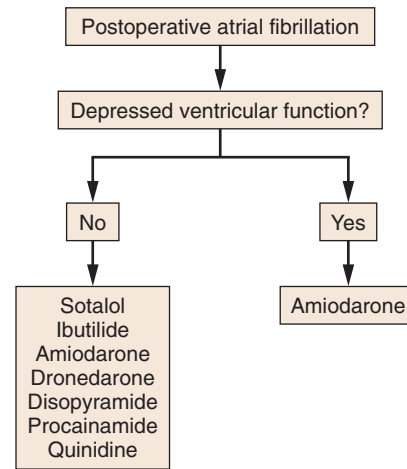 Postoperative atrial fibrillation
Depressed ventricular function?
No
Yes
Sotalol
Ibutilide
Amiodarone
Dronedarone
Disopyramide
Procainamide
Quinidine
Amiodarone